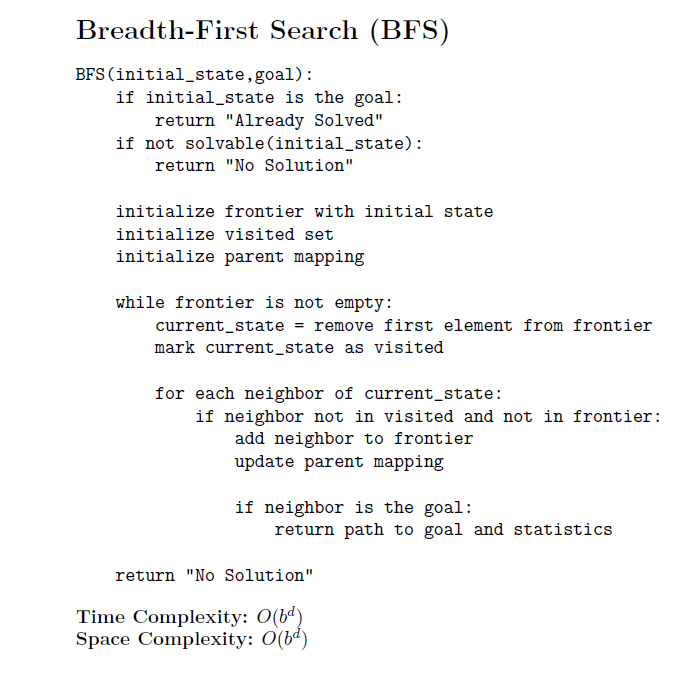 Breadth-First Search (BFS)
BFS(initial_state,goal):
    if initial_state is the goal:
        return "Already Solved"
    if not solvable(initial_state):
        return "No Solution"

    initialize frontier with initial state
    initialize visited set
    initialize parent mapping

    while frontier is not empty:
        current_state = remove first element from frontier
        mark current_state as visited

        for each neighbor of current_state:
            if neighbor not in visited and not in frontier:
                add neighbor to frontier
                update parent mapping

                if neighbor is the goal:
                    return path to goal and statistics

    return "No Solution"
Time Complexity: O(b^d)
Space Complexity: O(b^d)